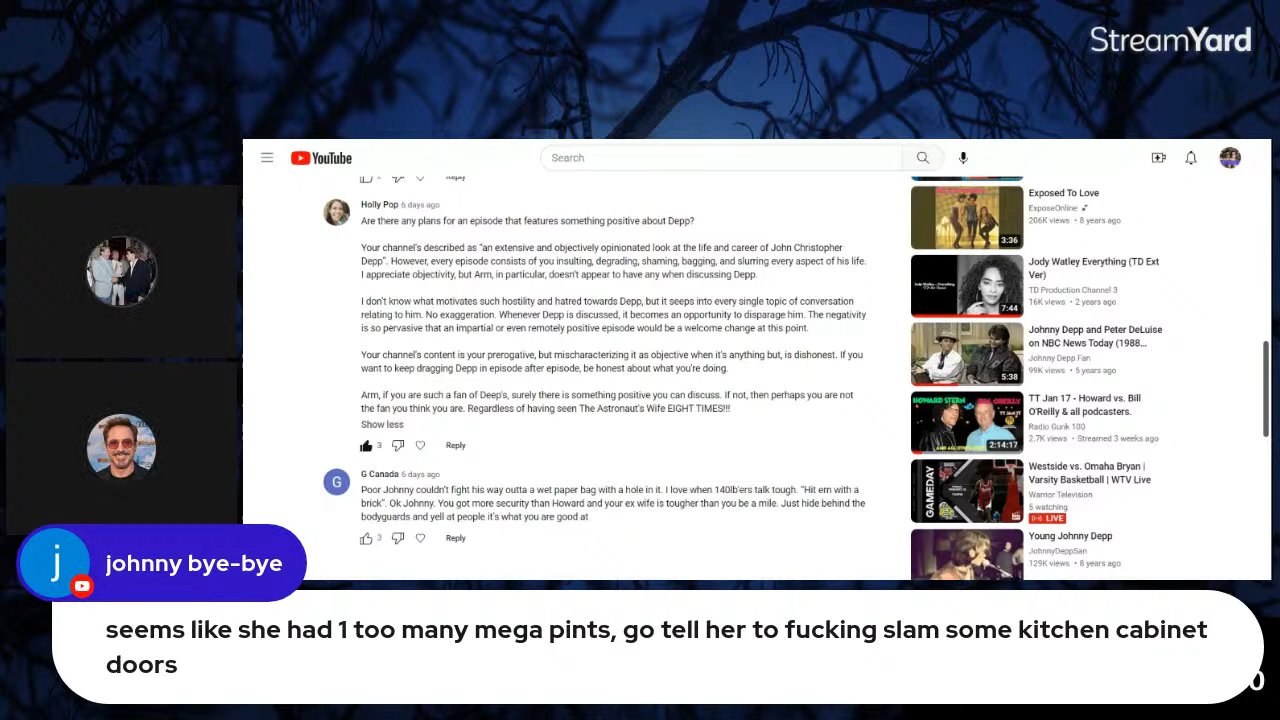 StreamYard
YouTube
Search
Reply
Holly Pop 6 days ago
Are there any plans for an episode that features something positive about Depp?
Your channel's described as "an extensive and objectively opinionated look at the life and career of John Christopher
Depp". However, every episode consists of you insulting, degrading, shaming, bagging, and slurring every aspect of his life.
I appreciate objectivity, but Arm, in particular, doesn't appear to have any when discussing Depp.
I don't know what motivates such hostility and hatred towards Depp, but it seeps into every single topic of conversation
relating to him. No exaggeration. Whenever Depp is discussed, it becomes an opportunity to disparage him. The negativity
is so pervasive that an impartial or even remotely positive episode would be a welcome change at this point.
Your channel's content is your prerogative, but mischaracterizing it as objective when it's anything but, is dishonest. If you
want to keep dragging Depp in episode after episode, be honest about what you're doing.
Arm, if you are such a fan of Deep's, surely there is something positive you can discuss. If not, then perhaps you are not
the fan you think you are. Regardless of having seen The Astronaut's Wife EIGHT TIMES!!!
Show less
3 Reply
G
G Canada 6 days ago
Poor Johnny couldn't fight his way outta a wet paper bag with a hole in it. I love when 140lb'ers talk tough. "Hit em with a
brick". Ok Johnny. You got more security than Howard and your ex wife is tougher than you be a mile. Just hide behind the
bodyguards and yell at people it's what you are good at
3 Reply
3:36
Exposed To Love
ExposeOnline
206K views • 8 years ago
7:44
Jody Watley Everything (TD Ext
Ver)
TD Production Channel 3
16K views • 2 years ago
5:38
Johnny Depp and Peter DeLuise
on NBC News Today (1988...
Johnny Depp Fan
99K views • 5 years ago
HOWARD STERN
2:14:17
TT Jan 17 - Howard vs. Bill
O'Reilly & all podcasters.
Radio Gunk 100
2.7K views • Streamed 3 weeks ago
GAMEDAY
Westside vs. Omaha Bryan |
Varsity Basketball | WTV Live
Warrior Television
5 watching
LIVE
Young Johnny Depp
JohnnyDeppSan
129K views • 8 years ago
j
johnny bye-bye
seems like she had 1 too many mega pints, go tell her to fucking slam some kitchen cabinet
doors